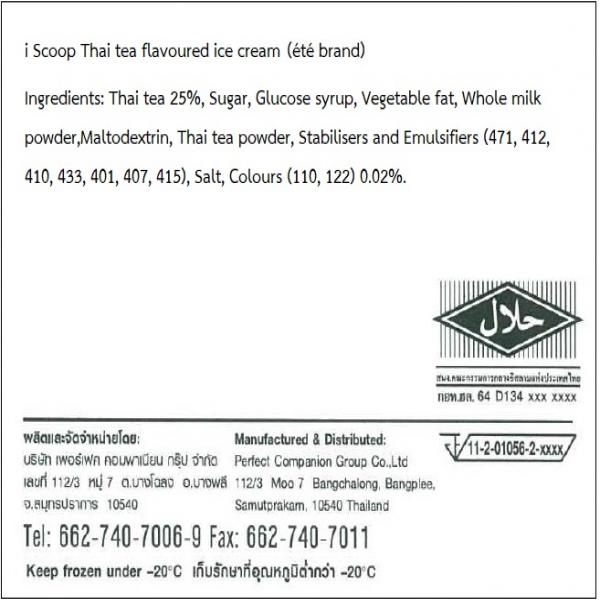 i Scoop Thai tea flavoured ice cream (été brand)
Ingredients: Thai tea 25%, Sugar, Glucose syrup, Vegetable fat, Whole milk
powder,Maltodextrin, Thai tea powder, Stabilisers and Emulsifiers (471, 412,
410, 433, 401, 407, 415), Salt, Colours (110, 122) 0.02%.
حلال
สนง.คณะกรรมการกลางอิสลามแห่งประเทศไทย
กอท.ฮล. 64 D134 xxx xxxx
ผลิตและจัดจำหน่ายโดย:
บริษัท เพอร์เฟค คอมพาเนียน กรุ๊ป จำกัด
เลขที่ 112/3 หมู่ 7 ต.บางโฉลง อ.บางพลี
จ.สมุทรปราการ 10540
Manufactured & Distributed:
Perfect Companion Group Co.,Ltd
112/3 Moo 7 Bangchalong, Bangplee,
Samutprakarn, 10540 Thailand
11-2-01056-2-xxxx
Tel: 662-740-7006-9 Fax: 662-740-7011
Keep frozen under -20°C เก็บรักษาที่อุณหภูมิต่ำกว่า -20°C